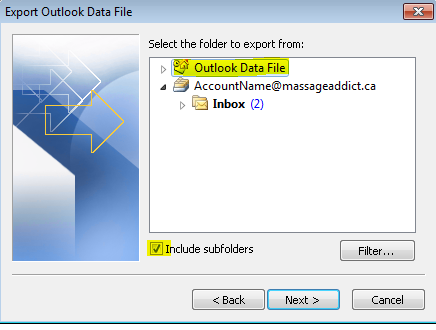 Export Outlook Data File
Select the folder to export from:
Outlook Data File
AccountName@massageaddict.ca
Inbox (2)
Include subfolders
Filter...
< Back
Next >
Cancel